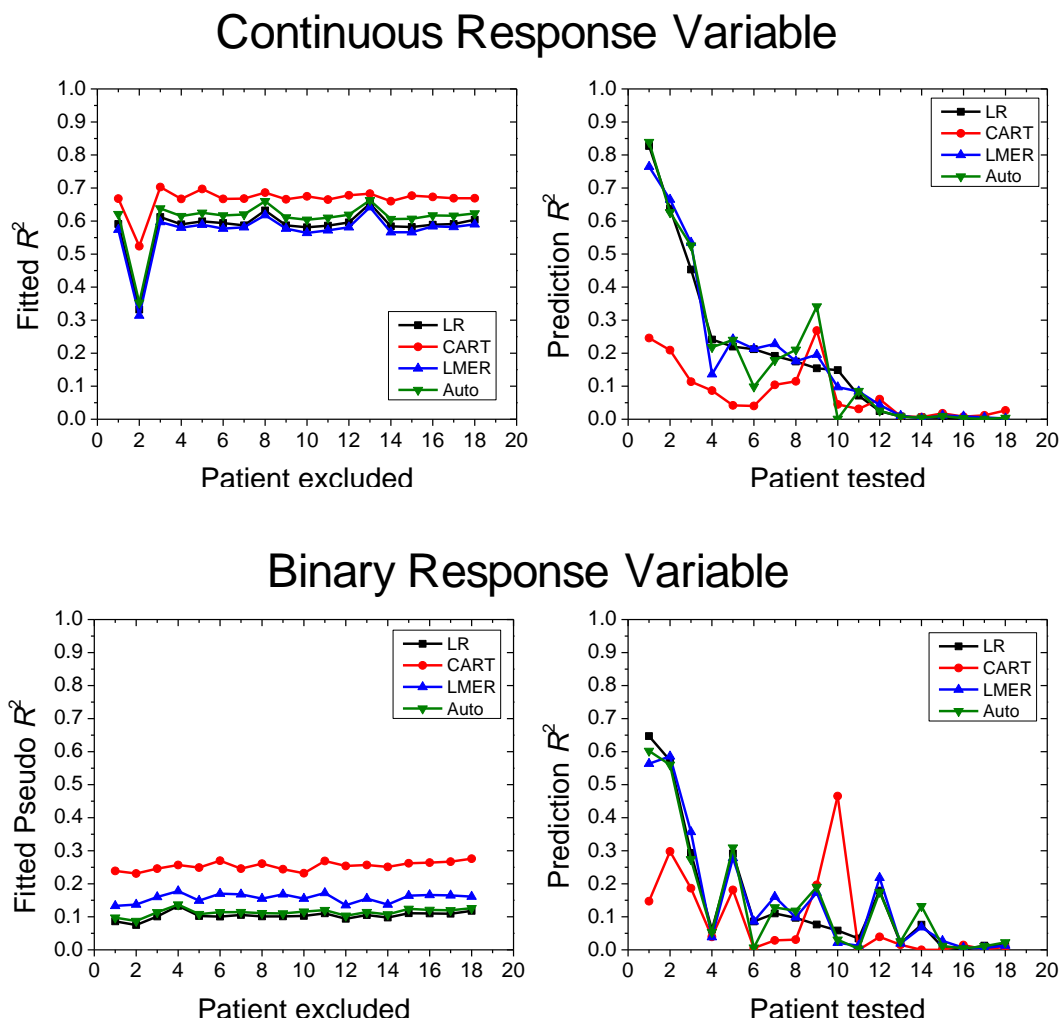 Continuous Response Variable
1.0
0.9
0.8
0.7
0.6
0.5
0.4
0.3
0.2
0.1
0.0
0 2 4 6 8 10 12 14 16 18 20
Fitted R²
Patient excluded
LR
CART
LMER
Auto
1.0
0.9
0.8
0.7
0.6
0.5
0.4
0.3
0.2
0.1
0.0
0 2 4 6 8 10 12 14 16 18 20
Prediction R²
Patient tested
LR
CART
LMER
Auto
Binary Response Variable
1.0
0.9
0.8
0.7
0.6
0.5
0.4
0.3
0.2
0.1
0.0
0 2 4 6 8 10 12 14 16 18 20
Fitted Pseudo R²
Patient excluded
LR
CART
LMER
Auto
1.0
0.9
0.8
0.7
0.6
0.5
0.4
0.3
0.2
0.1
0.0
0 2 4 6 8 10 12 14 16 18 20
Prediction R²
Patient tested
LR
CART
LMER
Auto